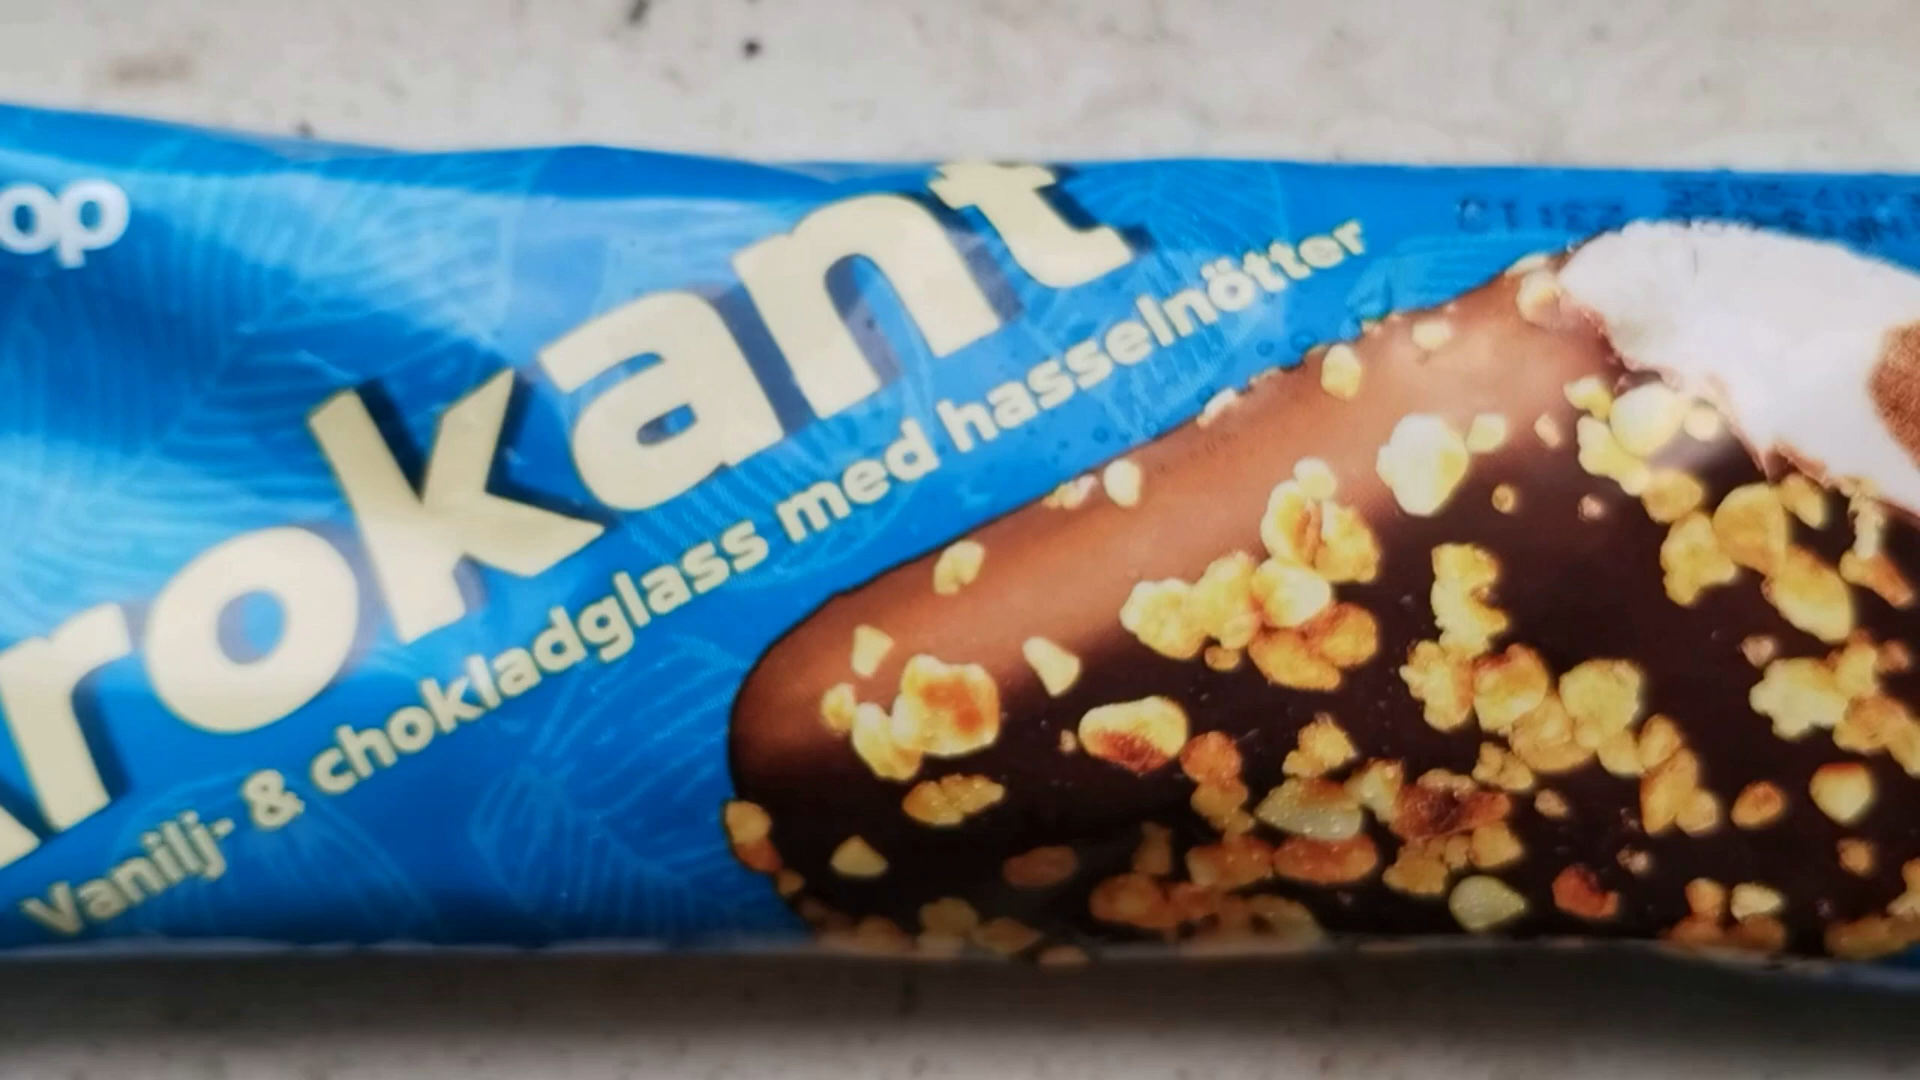 op
rokant
Vanilj- & chokladglass med hasselnötter